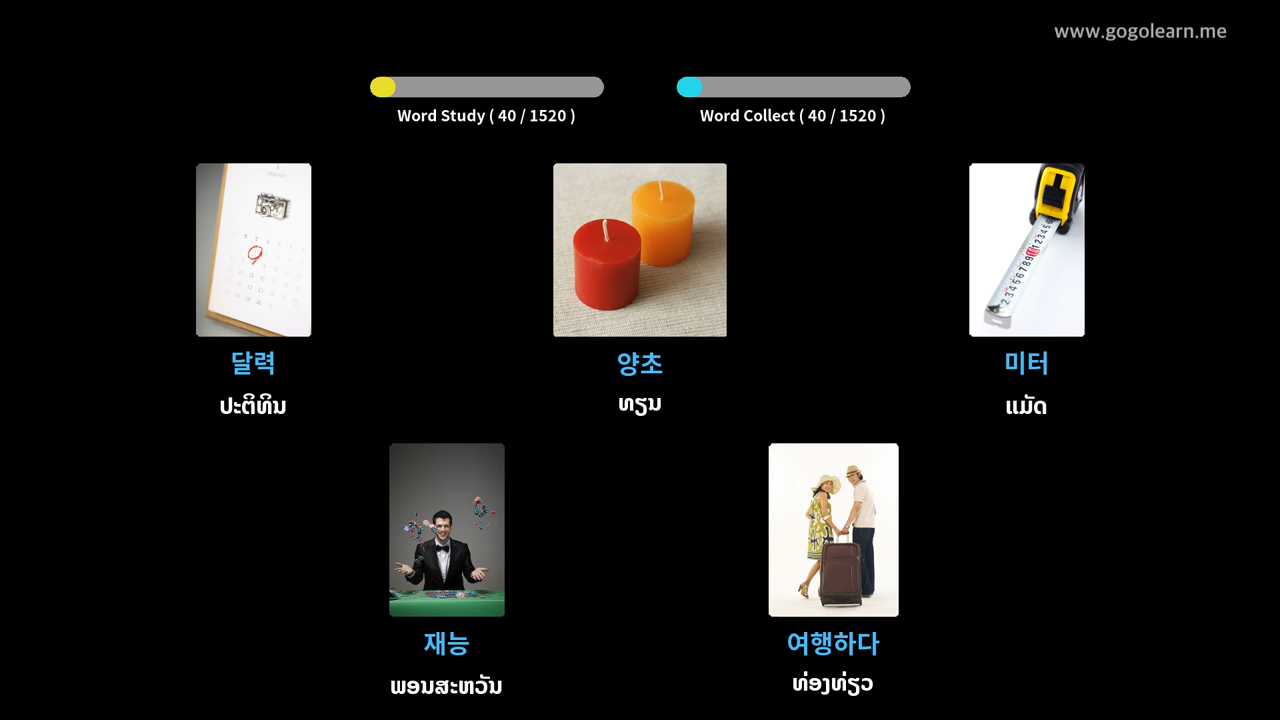 www.gogolearn.me
Word Study ( 40 / 1520 )
Word Collect ( 40 / 1520 )
달력
양초
미터
ປະຕິທິນ
ທຽນ
ແມັດ
재능
여행하다
ພອນສະຫວັນ
ທ່ອງທ່ຽວ